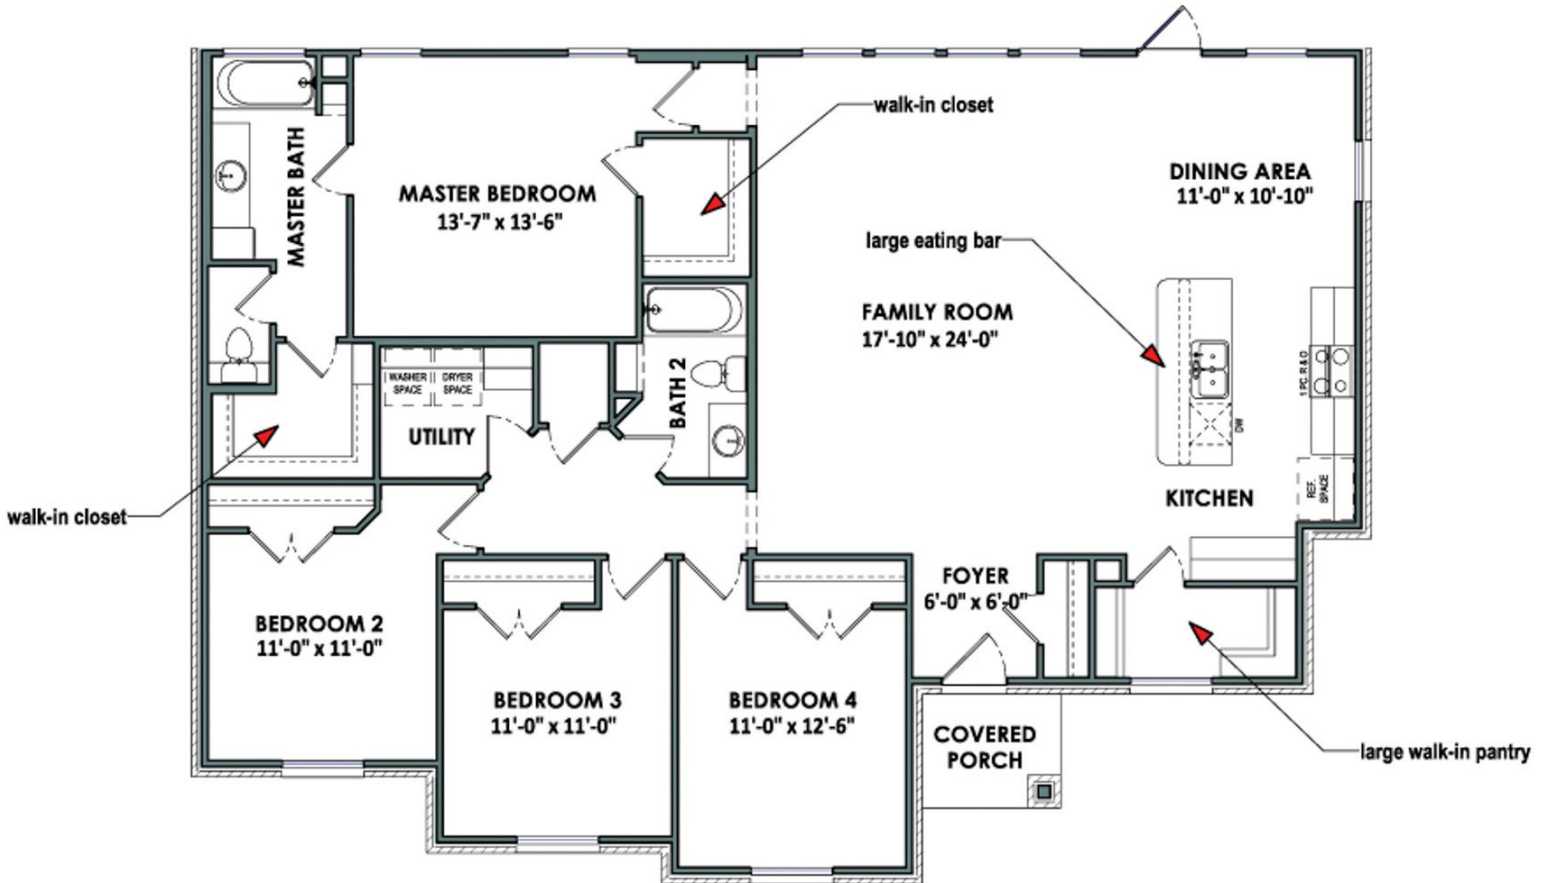 walk-in closet
MASTER BATH
MASTER BEDROOM
13'-7" x 13'-6"
DINING AREA
11'-0" x 10'-10"
large eating bar
FAMILY ROOM
17'-10" x 24'-0"
WASHER
SPACE
DRYER
SPACE
UTILITY
BATH 2
1 PC. R & O
DW
REF.
SPACE
KITCHEN
walk-in closet
FOYER
6'-0" x 6'-0"
BEDROOM 2
11'-0" x 11'-0"
BEDROOM 3
11'-0" x 11'-0"
BEDROOM 4
11'-0" x 12'-6"
COVERED
PORCH
large walk-in pantry